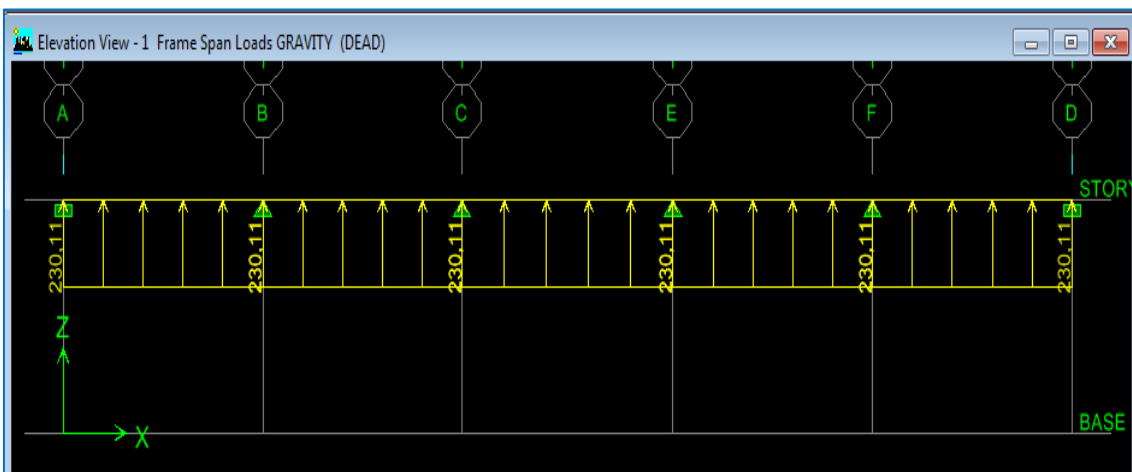 Elevation View - 1 Frame Span Loads GRAVITY (DEAD)
A B C E F D
STORY
230,11 230,11 230,11 230,11 230,11 230,11
Z
X
BASE